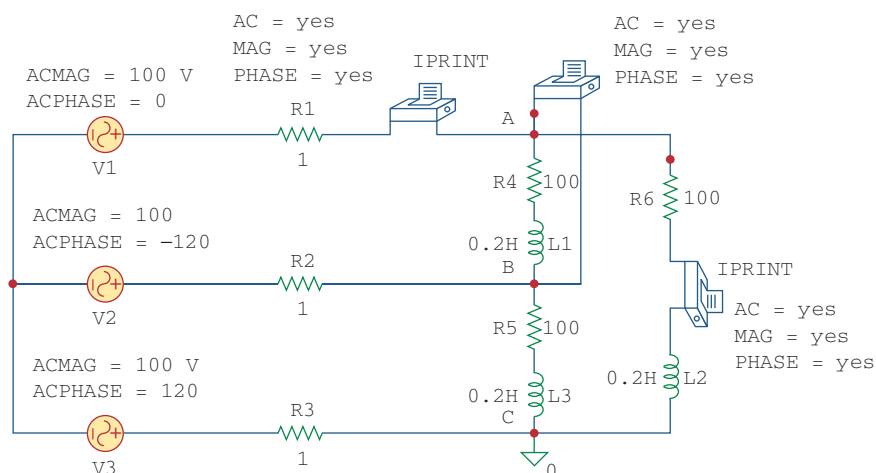 AC = yes
MAG = yes
PHASE = yes
IPRINT
AC = yes
MAG = yes
PHASE = yes
ACMAG = 100 V
ACPHASE = 0
V1
R1
1
A
R4
100
R6
100
ACMAG = 100
ACPHASE = −120
V2
R2
1
0.2H
L1
B
IPRINT
AC = yes
MAG = yes
PHASE = yes
R5
100
ACMAG = 100 V
ACPHASE = 120
V3
R3
1
0.2H
L3
C
0.2H
L2
0